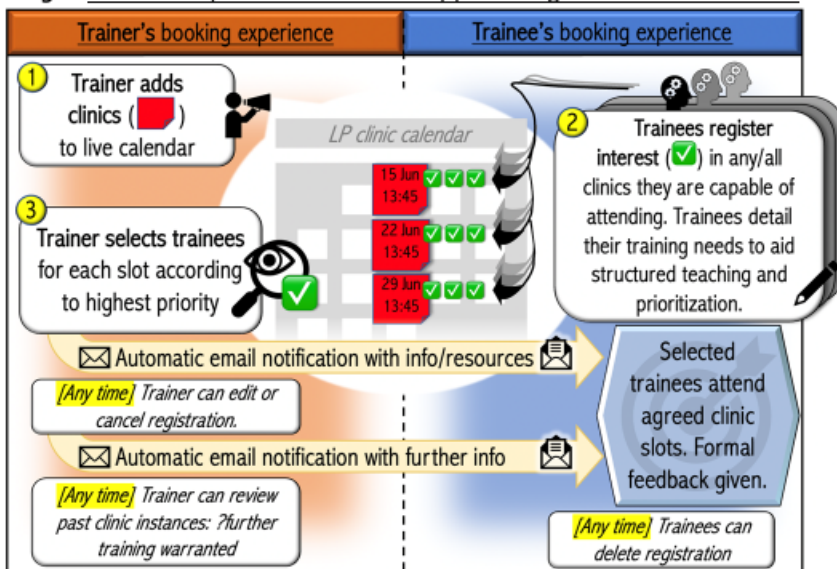 Trainer's booking experience
Trainee's booking experience
1
Trainer adds
clinics ( )
to live calendar
LP clinic calendar
15 Jun
13:45
22 Jun
13:45
29 Jun
13:45
2
Trainees register
interest (✅) in any/all
clinics they are capable of
attending. Trainees detail
their training needs to aid
structured teaching and
prioritization.
3
Trainer selects trainees
for each slot according
to highest priority
Automatic email notification with info/resources
[Any time] Trainer can edit or
cancel registration.
Automatic email notification with further info
[Any time] Trainer can review
past clinic instances: ?further
training warranted
Selected
trainees attend
agreed clinic
slots. Formal
feedback given.
[Any time] Trainees can
delete registration